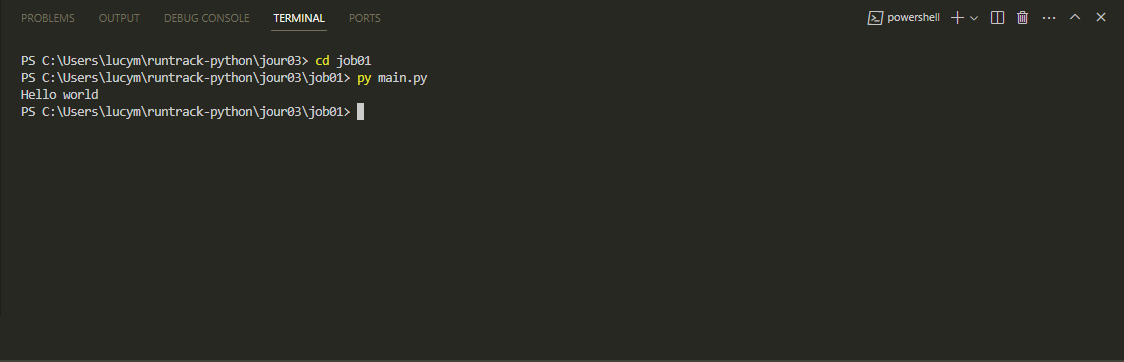 PROBLEMS OUTPUT DEBUG CONSOLE TERMINAL PORTS powershell
PS C:\Users\lucym\runtrack-python\jour03> cd job01
PS C:\Users\lucym\runtrack-python\jour03\job01> py main.py
Hello world
PS C:\Users\lucym\runtrack-python\jour03\job01>